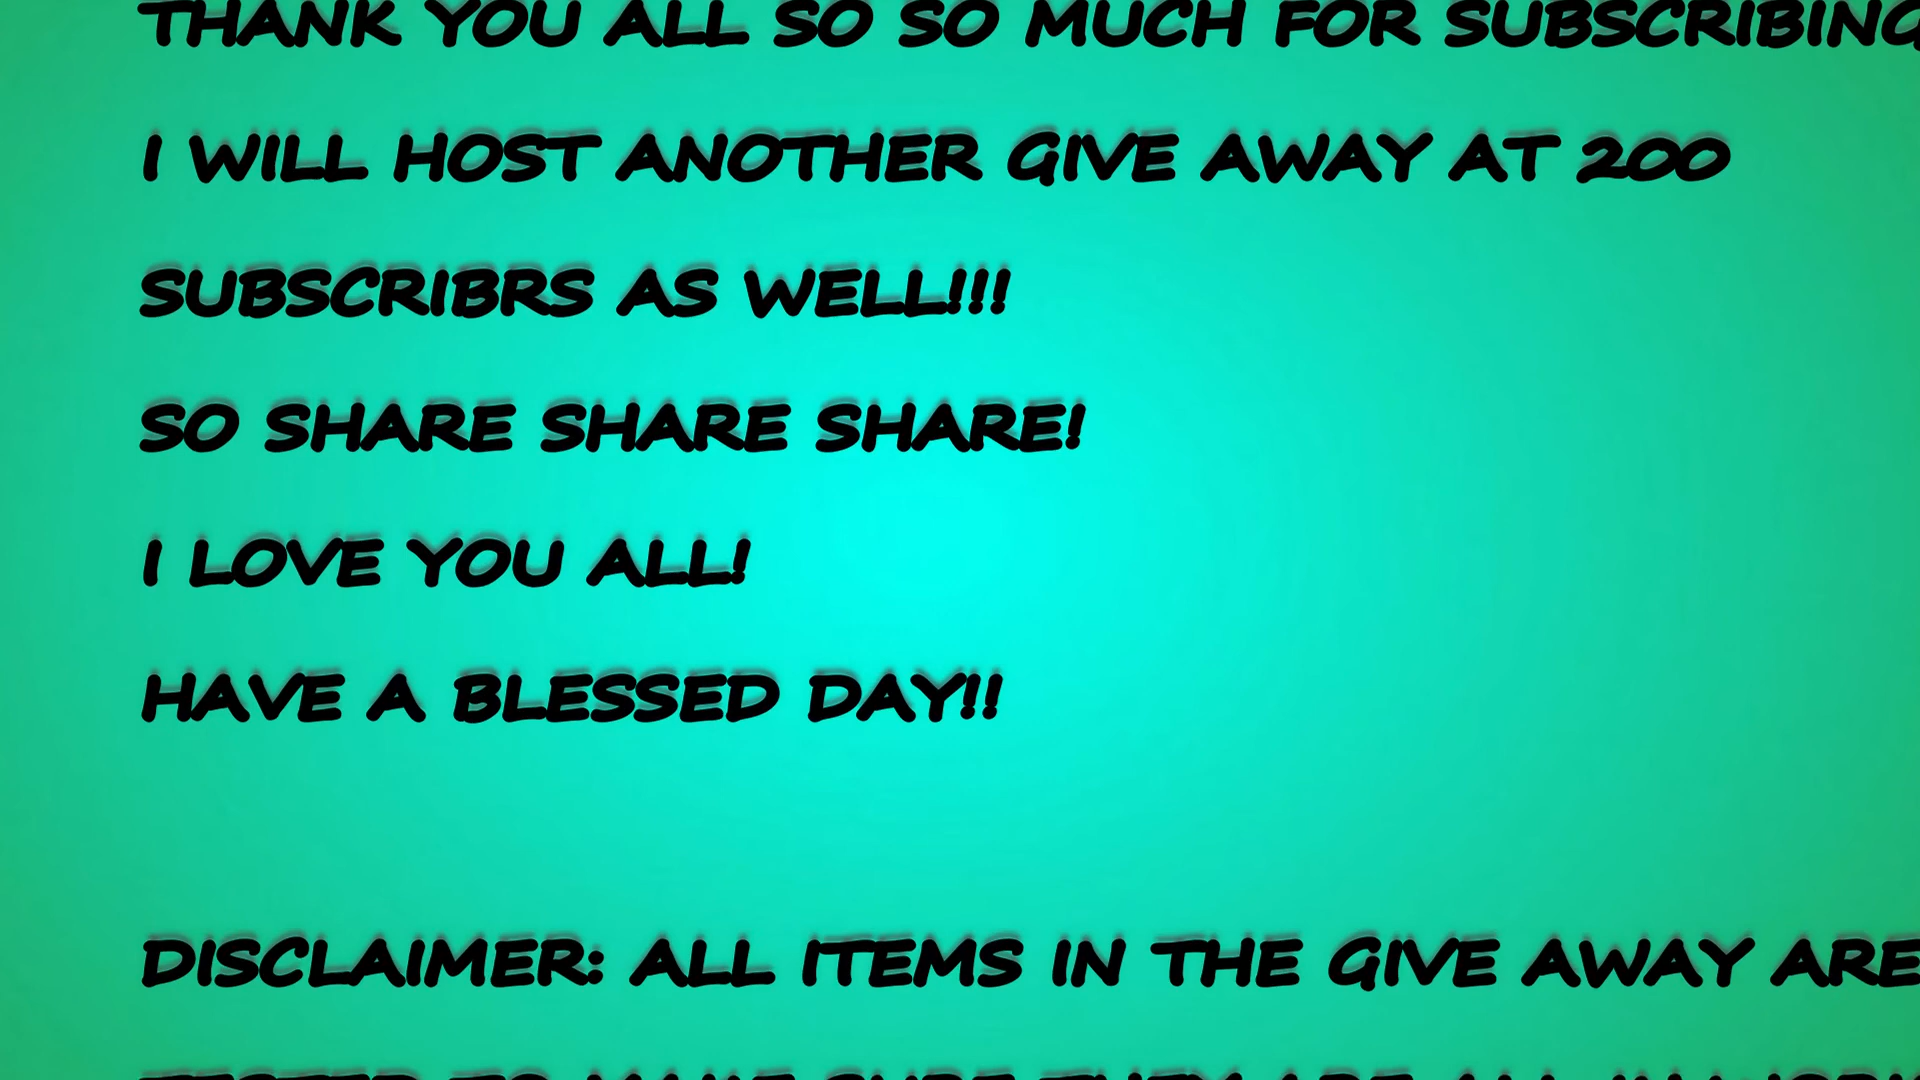 THANK YOU ALL SO SO MUCH FOR SUBSCRIBING
I WILL HOST ANOTHER GIVE AWAY AT 200
SUBSCRIBRS AS WELL!!!
SO SHARE SHARE SHARE!
I LOVE YOU ALL!
HAVE A BLESSED DAY!!
DISCLAIMER: ALL ITEMS IN THE GIVE AWAY ARE